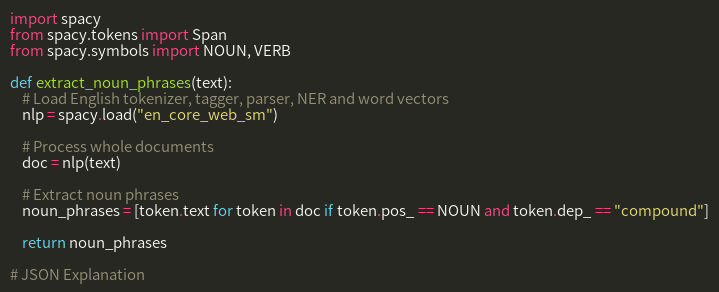 import spacy
from spacy.tokens import Span
from spacy.symbols import NOUN, VERB

def extract_noun_phrases(text):
    # Load English tokenizer, tagger, parser, NER and word vectors
    nlp = spacy.load("en_core_web_sm")

    # Process whole documents
    doc = nlp(text)

    # Extract noun phrases
    noun_phrases = [token.text for token in doc if token.pos_ == NOUN and token.dep_ == "compound"]

    return noun_phrases

# JSON Explanation